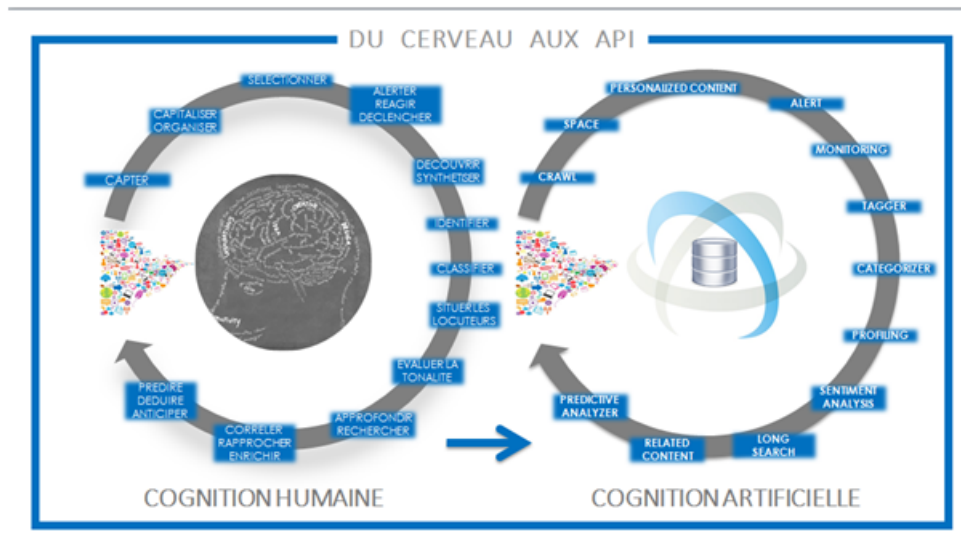 DU CERVEAU AUX API
SELECTIONNER
ALERTER
REAGIR
DECLENCHER
CAPITALISER
ORGANISER
CAPTER
DECOUVRIR
SYNTHETISER
IDENTIFIER
CLASSIFIER
SITUER LES
LOCUTEURS
EVALUER LA
TONALITE
APPROFONDIR
RECHERCHER
CORRELER
RAPPROCHER
ENRICHIR
PREDIRE
DEDUIRE
ANTICIPER
COGNITION HUMAINE
PERSONALIZED CONTENT
ALERT
SPACE
MONITORING
CRAWL
TAGGER
CATEGORIZER
PROFILING
SENTIMENT
ANALYSIS
LONG
SEARCH
RELATED
CONTENT
PREDICTIVE
ANALYZER
COGNITION ARTIFICIELLE